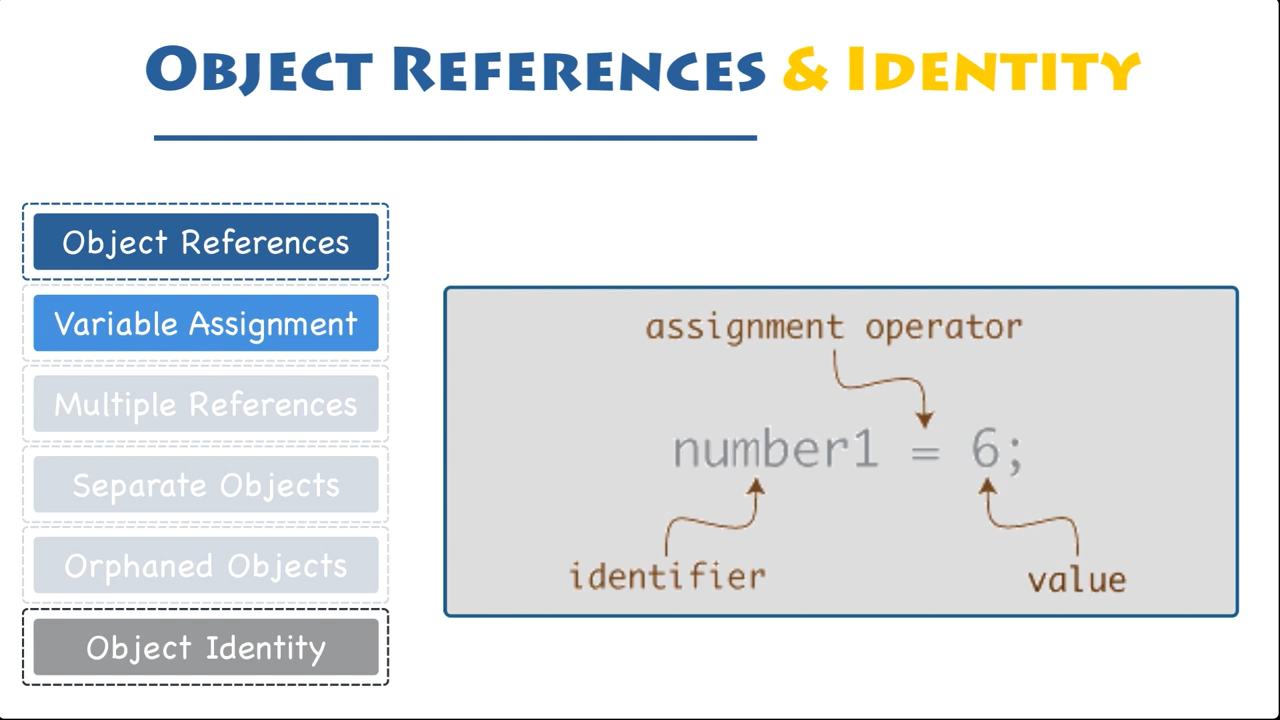 OBJECT REFERENCES & IDENTITY
Object References
Variable Assignment
Multiple References
Separate Objects
Orphaned Objects
Object Identity
assignment operator
number1 = 6;
identifier
value